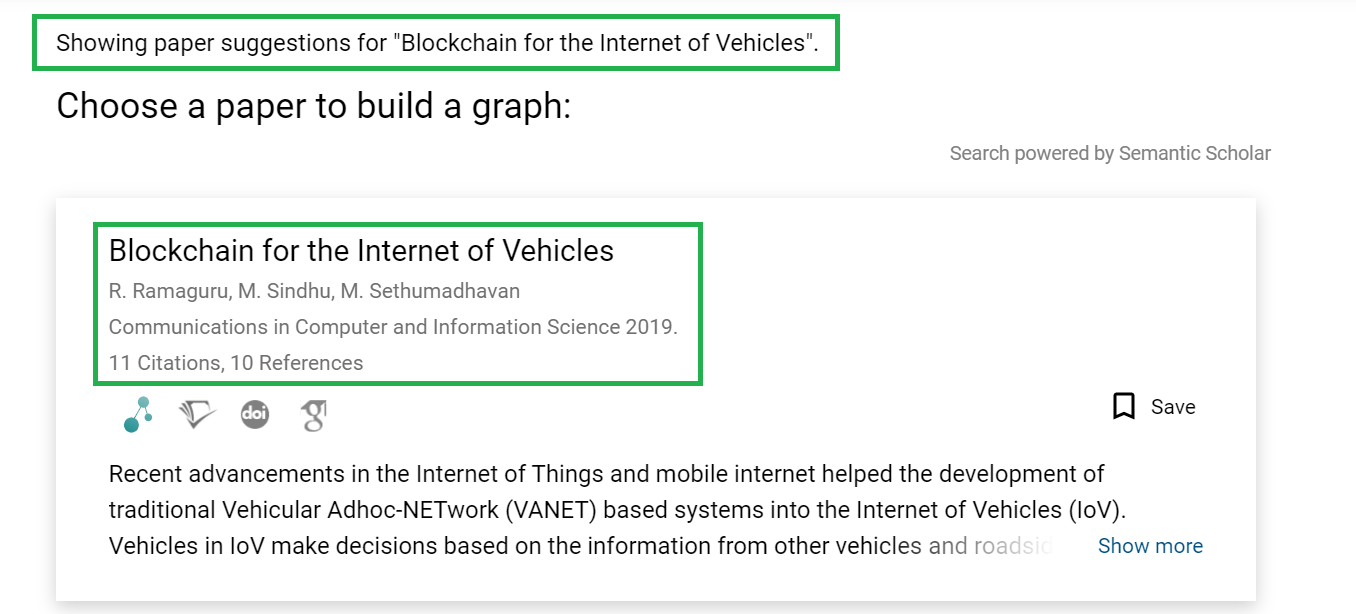 Showing paper suggestions for "Blockchain for the Internet of Vehicles".
Choose a paper to build a graph:
Search powered by Semantic Scholar
Blockchain for the Internet of Vehicles
R. Ramaguru, M. Sindhu, M. Sethumadhavan
Communications in Computer and Information Science 2019.
11 Citations, 10 References
doi g
Save
Recent advancements in the Internet of Things and mobile internet helped the development of
traditional Vehicular Adhoc-NETwork (VANET) based systems into the Internet of Vehicles (IoV).
Vehicles in IoV make decisions based on the information from other vehicles and roadsid Show more